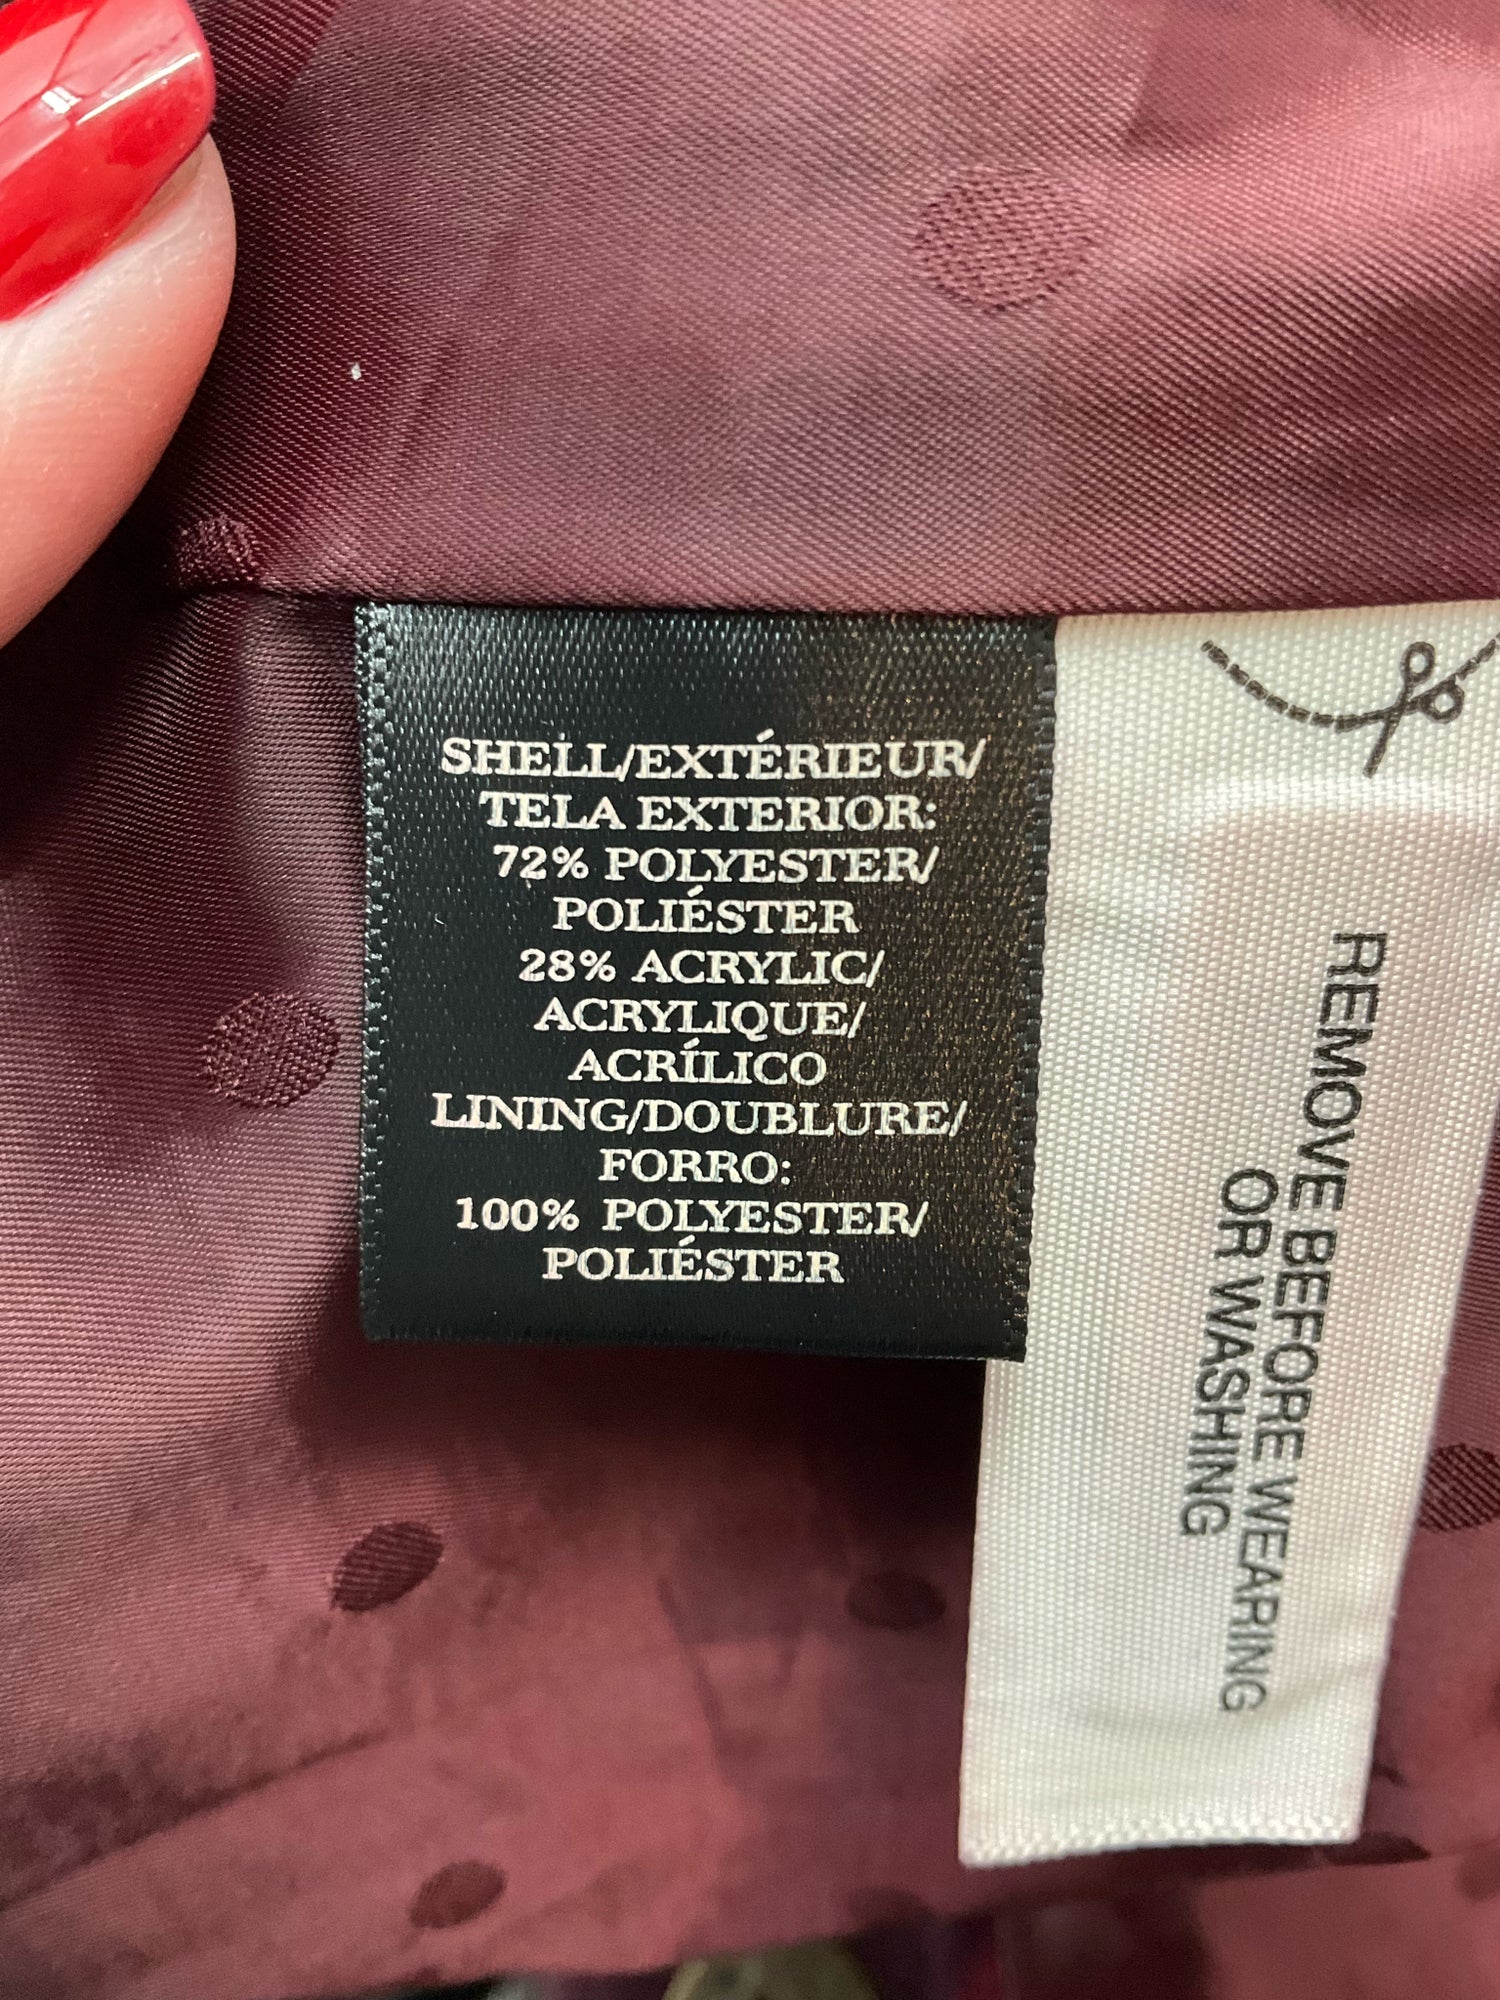 SHELL/EXTÉRIEUR/
TELA EXTERIOR:
72% POLYESTER/
POLIÉSTER
28% ACRYLIC/
ACRYLIQUE/
ACRÍLICO
LINING/DOUBLURE/
FORRO:
100% POLYESTER/
POLIÉSTER
REMOVE BEFORE WEARING
OR WASHING